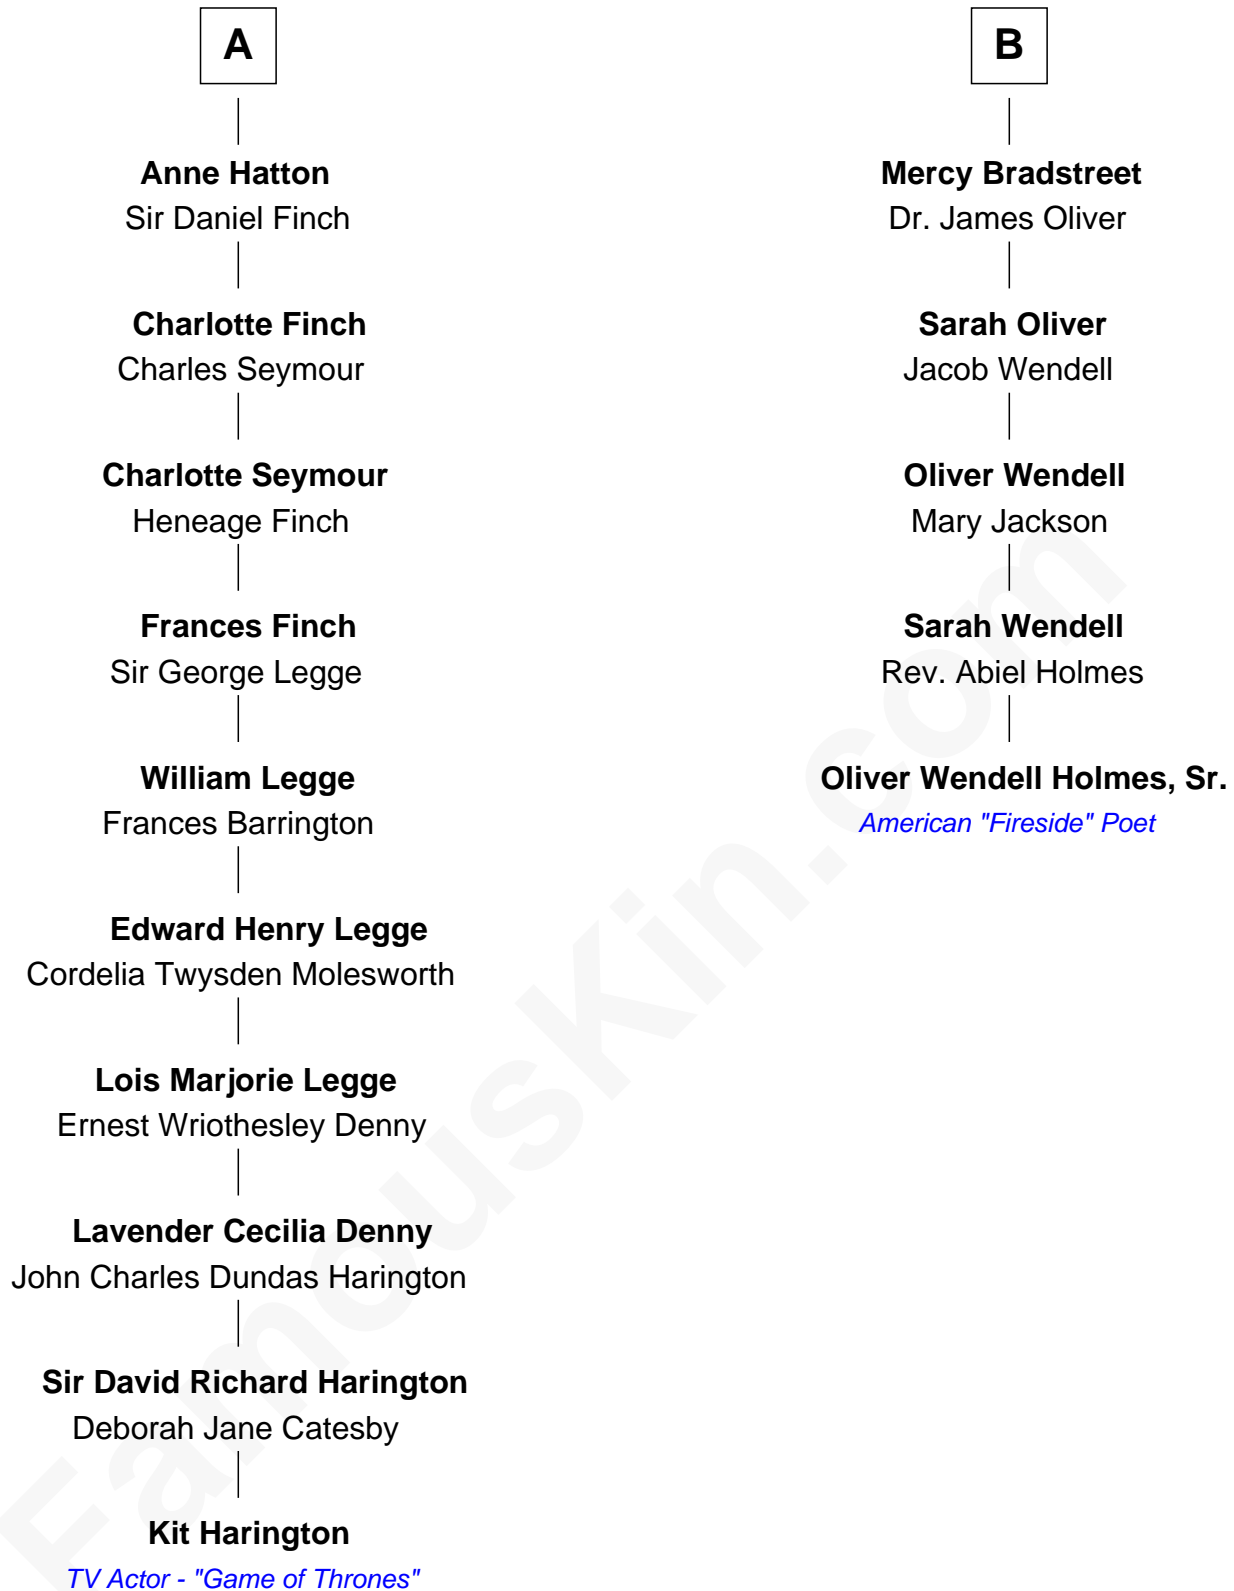 A
Anne Hatton
Sir Daniel Finch
Charlotte Finch
Charles Seymour
Charlotte Seymour
Heneage Finch
Frances Finch
Sir George Legge
William Legge
Frances Barrington
Edward Henry Legge
Cordelia Twysden Molesworth
Lois Marjorie Legge
Ernest Wriothesley Denny
Lavender Cecilia Denny
John Charles Dundas Harington
Sir David Richard Harington
Deborah Jane Catesby
Kit Harington
TV Actor - "Game of Thrones"
B
Mercy Bradstreet
Dr. James Oliver
Sarah Oliver
Jacob Wendell
Oliver Wendell
Mary Jackson
Sarah Wendell
Rev. Abiel Holmes
Oliver Wendell Holmes, Sr.
American "Fireside" Poet
FamousKin.com